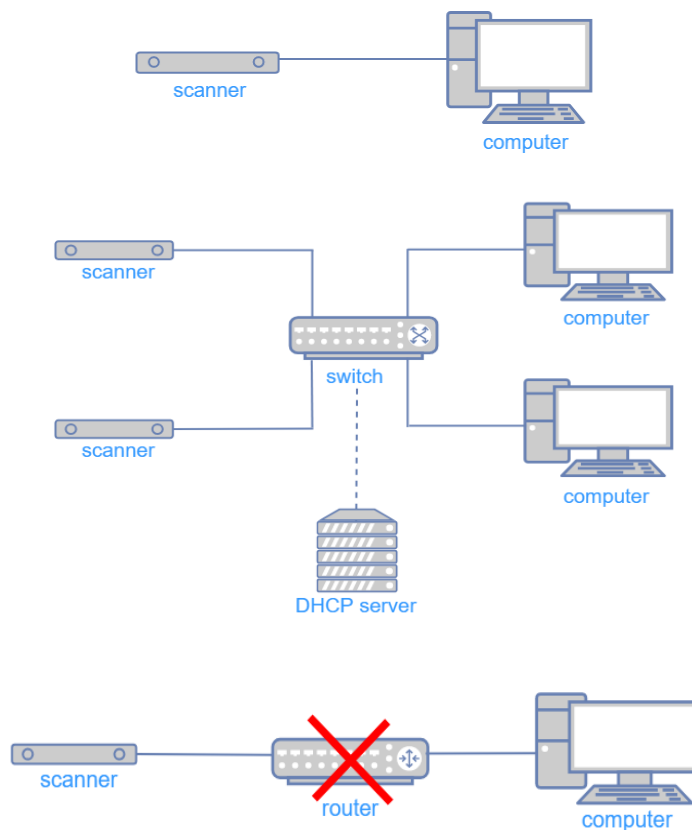 scanner
computer
scanner
computer
switch
scanner
computer
DHCP server
scanner
router
computer